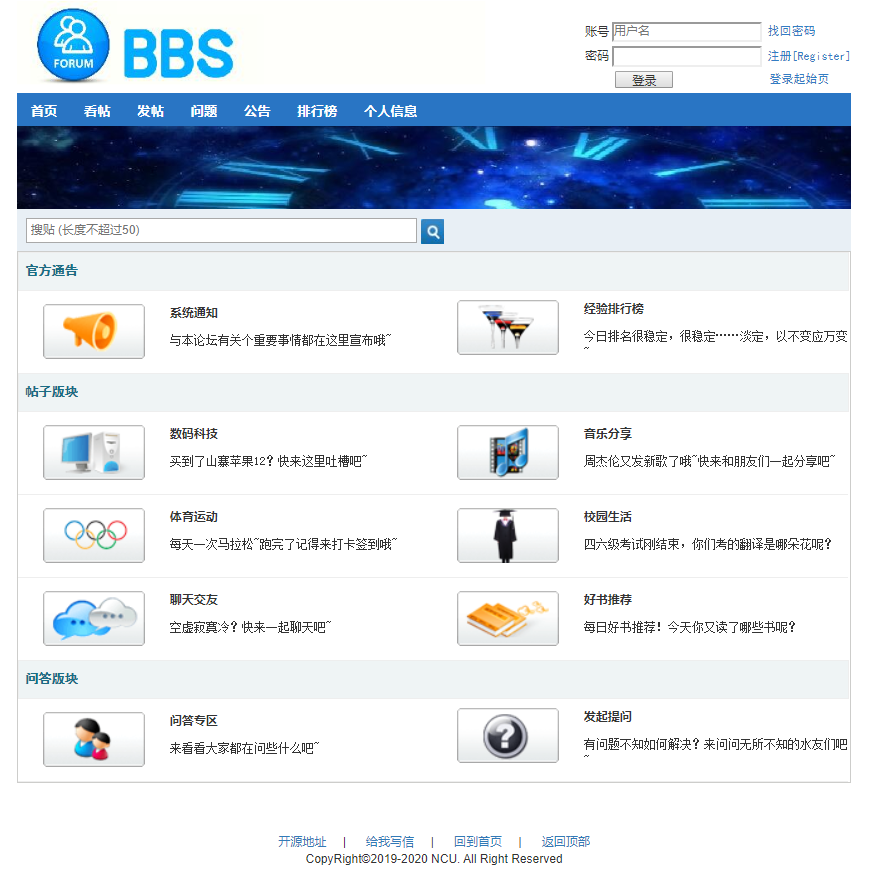 FORUM
BBS
账号 用户名 找回密码
密码 注册[Register]
登录 登录起始页
首页 看帖 发帖 问题 公告 排行榜 个人信息
搜贴 (长度不超过50)
官方通告
系统通知
与本论坛有关个重要事情都在这里宣布哦~
经验排行榜
今日排名很稳定，很稳定……淡定，以不变应万变
~
帖子版块
数码科技
买到了山寨苹果12？快来这里吐槽吧~
音乐分享
周杰伦又发新歌了哦~快来和朋友们一起分享吧~
体育运动
每天一次马拉松~跑完了记得来打卡签到哦~
校园生活
四六级考试刚结束，你们考的翻译是哪朵花呢？
聊天交友
空虚寂寞冷？快来一起聊天吧~
好书推荐
每日好书推荐！今天你又读了哪些书呢？
问答版块
问答专区
来看看大家都在问些什么吧~
发起提问
有问题不知如何解决？来问问无所不知的水友们吧
~
开源地址 | 给我写信 | 回到首页 | 返回顶部
CopyRight©2019-2020 NCU. All Right Reserved